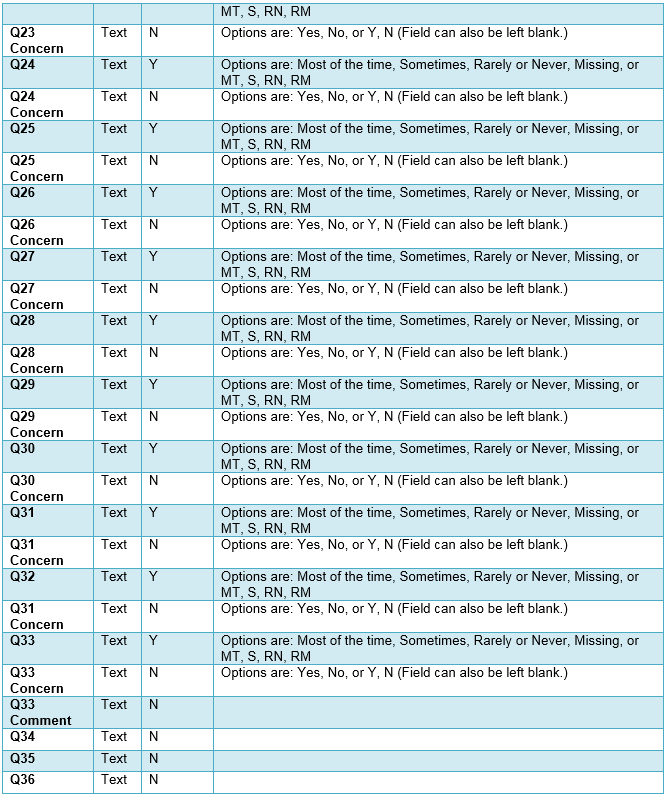 MT, S, RN, RM
Q23 Text N Options are: Yes, No, or Y, N (Field can also be left blank.)
Concern
Q24 Text Y Options are: Most of the time, Sometimes, Rarely or Never, Missing, or
MT, S, RN, RM
Q24 Text N Options are: Yes, No, or Y, N (Field can also be left blank.)
Concern
Q25 Text Y Options are: Most of the time, Sometimes, Rarely or Never, Missing, or
MT, S, RN, RM
Q25 Text N Options are: Yes, No, or Y, N (Field can also be left blank.)
Concern
Q26 Text Y Options are: Most of the time, Sometimes, Rarely or Never, Missing, or
MT, S, RN, RM
Q26 Text N Options are: Yes, No, or Y, N (Field can also be left blank.)
Concern
Q27 Text Y Options are: Most of the time, Sometimes, Rarely or Never, Missing, or
MT, S, RN, RM
Q27 Text N Options are: Yes, No, or Y, N (Field can also be left blank.)
Concern
Q28 Text Y Options are: Most of the time, Sometimes, Rarely or Never, Missing, or
MT, S, RN, RM
Q28 Text N Options are: Yes, No, or Y, N (Field can also be left blank.)
Concern
Q29 Text Y Options are: Most of the time, Sometimes, Rarely or Never, Missing, or
MT, S, RN, RM
Q29 Text N Options are: Yes, No, or Y, N (Field can also be left blank.)
Concern
Q30 Text Y Options are: Most of the time, Sometimes, Rarely or Never, Missing, or
MT, S, RN, RM
Q30 Text N Options are: Yes, No, or Y, N (Field can also be left blank.)
Concern
Q31 Text Y Options are: Most of the time, Sometimes, Rarely or Never, Missing, or
MT, S, RN, RM
Q31 Text N Options are: Yes, No, or Y, N (Field can also be left blank.)
Concern
Q32 Text Y Options are: Most of the time, Sometimes, Rarely or Never, Missing, or
MT, S, RN, RM
Q31 Text N Options are: Yes, No, or Y, N (Field can also be left blank.)
Concern
Q33 Text Y Options are: Most of the time, Sometimes, Rarely or Never, Missing, or
MT, S, RN, RM
Q33 Text N Options are: Yes, No, or Y, N (Field can also be left blank.)
Concern
Q33 Text N
Comment
Q34 Text N
Q35 Text N
Q36 Text N